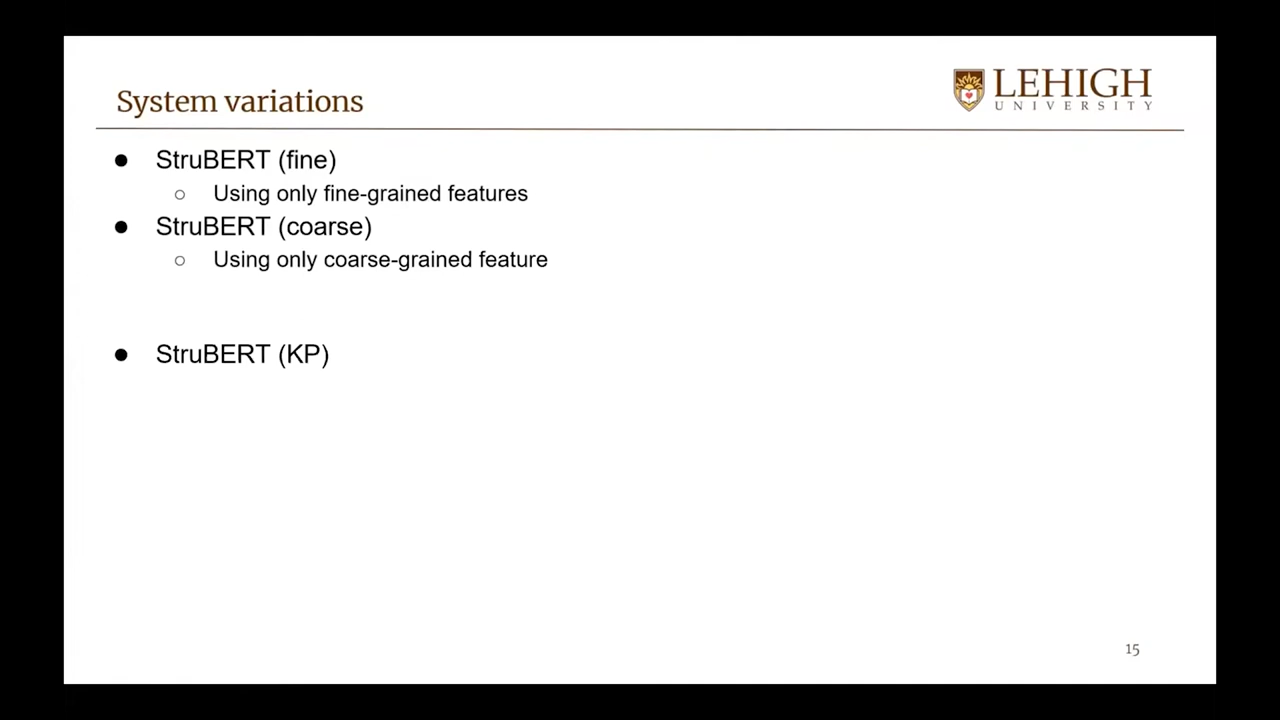 System variations
LEHIGH
UNIVERSITY
● StruBERT (fine)
○ Using only fine-grained features
● StruBERT (coarse)
○ Using only coarse-grained feature
● StruBERT (KP)
15